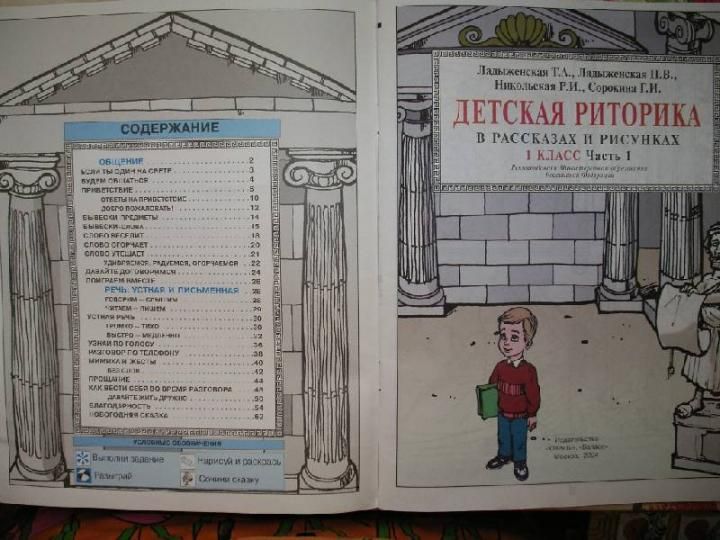 СОДЕРЖАНИЕ
ОБЩЕНИЕ 2
ЕСЛИ ТЫ ОДИН НА СВЕТЕ 3
БУДЕМ ОБЩАТЬСЯ 4
ПРИВЕТСТВИЕ
ОТВЕТЫ НА ПРИВЕТСТВИЕ 10
ДОБРО ПОЖАЛОВАТЬ! 12
ВЫВЕСКИ-ПРЕДМЕТЫ 14
ВЫВЕСКИ-СЛОВА 15
СЛОВО ВЕСЕЛИТ 18
СЛОВО ОГОРЧАЕТ 20
СЛОВО УТЕШАЕТ 21
УДИВЛЯЕМСЯ, РАДУЕМСЯ, ОГОРЧАЕМСЯ 22
ДАВАЙТЕ ДОГОВОРИМСЯ 24
ПОИГРАЕМ ВМЕСТЕ 26
РЕЧЬ УСТНАЯ И ПИСЬМЕННАЯ 28
ГОВОРИМ — СЛЫШИМ 28
ЧИТАЕМ — ПИШЕМ 29
УСТНАЯ РЕЧЬ 30
ГРОМКО — ТИХО 30
БЫСТРО — МЕДЛЕННО 32
УЗНАЙ ПО ГОЛОСУ 36
РАЗГОВОР ПО ТЕЛЕФОНУ 38
МИМИКА И ЖЕСТЫ 40
БЕЗ СЛОВ 42
ПРОЩАНИЕ 44
КАК ВЕСТИ СЕБЯ ВО ВРЕМЯ РАЗГОВОРА
ДАВАЙТЕ ЖИТЬ ДРУЖНО 50
БЛАГОДАРНОСТЬ 54
НОВОГОДНЯЯ СКАЗКА 62
УСЛОВНЫЕ ОБОЗНАЧЕНИЯ
Выполни задание
Нарисуй и раскрась
Разыграй
Сочини сказку
Ладыженская Т.А., Ладыженская Н.В.,
Никольская Р.И., Сорокина Г.И.
ДЕТСКАЯ РИТОРИКА
В РАССКАЗАХ И РИСУНКАХ
1 КЛАСС Часть 1
Рекомендовано Министерством образования
Российской Федерации
Издательство
«Баласс»
Москва, 2004